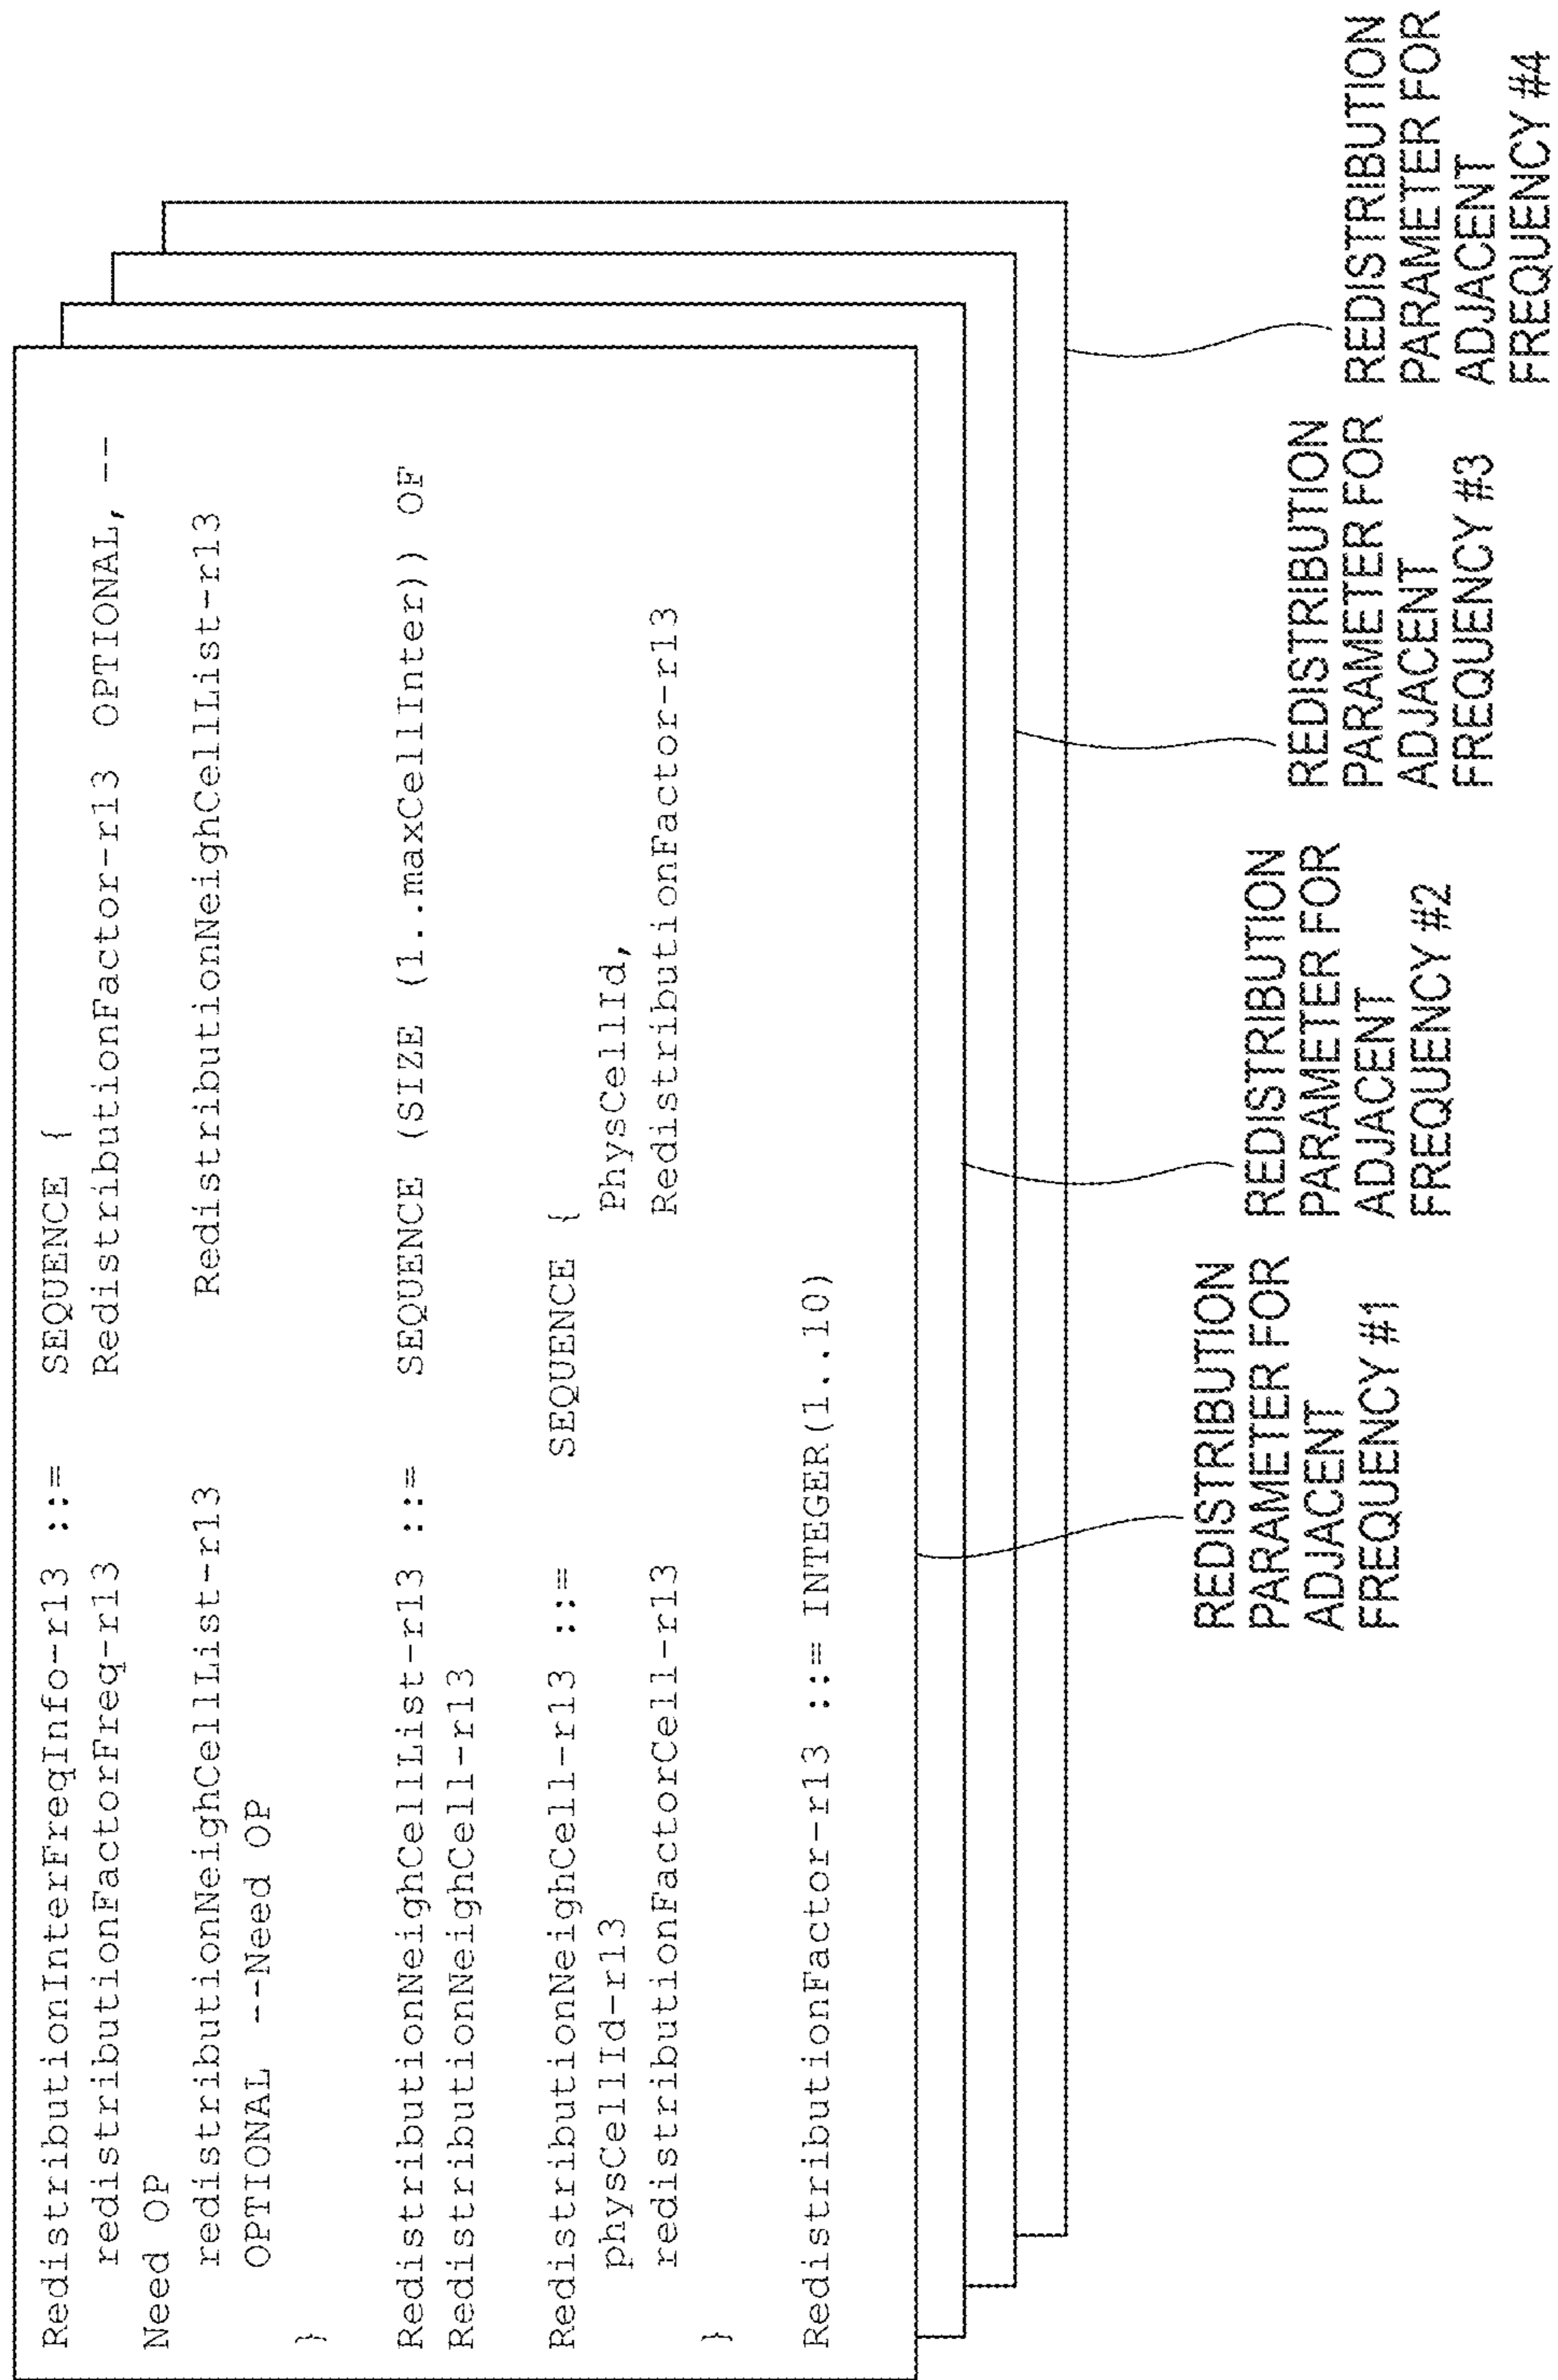 RedistributionInterFreqInfo-r13 ::= SEQUENCE {
redistributionFactorFreq-r13 RedistributionFactor-r13 OPTIONAL, --
Need OP
redistributionNeighCellList-r13 RedistributionNeighCellList-r13
OPTIONAL --Need OP
}
RedistributionNeighCellList-r13 ::= SEQUENCE (SIZE (1..maxCellInter)) OF
RedistributionNeighCell-r13
RedistributionNeighCell-r13 ::= SEQUENCE {
physCellId-r13 PhysCellId,
redistributionFactorCell-r13 RedistributionFactor-r13
}
RedistributionFactor-r13 ::= INTEGER(1..10)
REDISTRIBUTION
PARAMETER FOR
ADJACENT
FREQUENCY #1
REDISTRIBUTION
PARAMETER FOR
ADJACENT
FREQUENCY #2
REDISTRIBUTION
PARAMETER FOR
ADJACENT
FREQUENCY #3
REDISTRIBUTION
PARAMETER FOR
ADJACENT
FREQUENCY #4